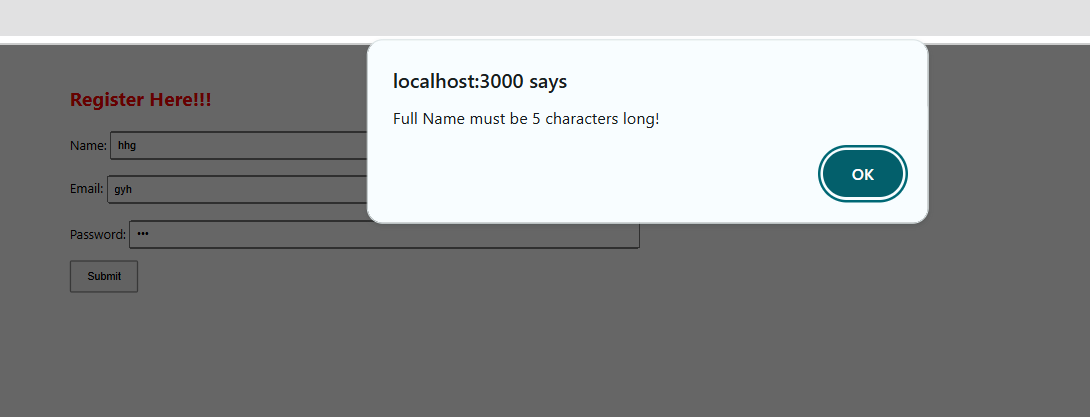 localhost:3000 says
Full Name must be 5 characters long!
OK
Register Here!!!
Name: hhg
Email: gyh
Password: •••
Submit